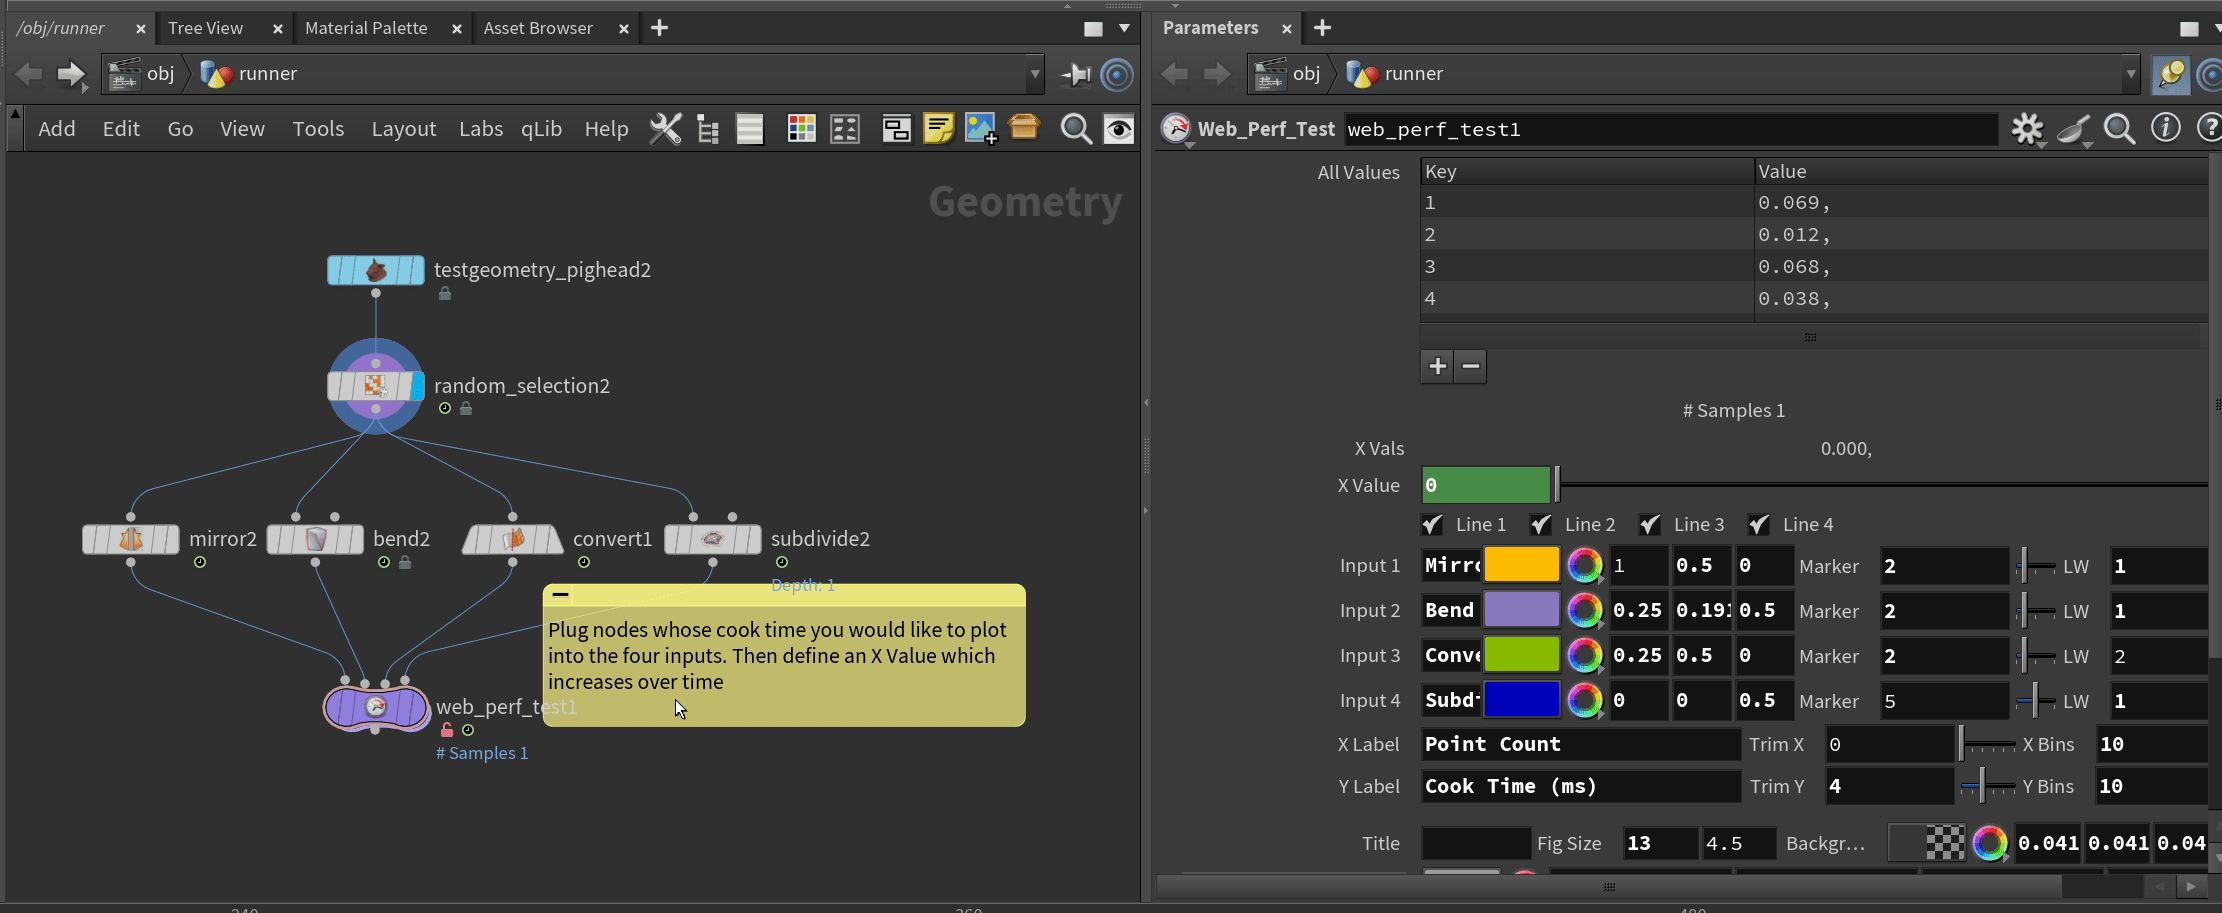 /obj/runner Tree View Material Palette Asset Browser
obj runner
Add Edit Go View Tools Layout Labs qLib Help
Geometry
testgeometry_pighead2
random_selection2
mirror2 bend2 convert1 subdivide2
Depth: 1
Plug nodes whose cook time you would like to plot
into the four inputs. Then define an X Value which
increases over time
web_perf_test1
# Samples 1
Parameters
obj runner
Web_Perf_Test web_perf_test1
All Values Key Value
1 0.069,
2 0.012,
3 0.068,
4 0.038,
# Samples 1
X Vals 0.000,
X Value 0
Line 1 Line 2 Line 3 Line 4
Input 1 Mirr 1 0.5 0 Marker 2 LW 1
Input 2 Bend 0.25 0.191 0.5 Marker 2 LW 1
Input 3 Conve 0.25 0.5 0 Marker 2 LW 2
Input 4 Subd 0 0 0.5 Marker 5 LW 1
X Label Point Count Trim X 0 X Bins 10
Y Label Cook Time (ms) Trim Y 4 Y Bins 10
Title Fig Size 13 4.5 Backgr... 0.041 0.041 0.04